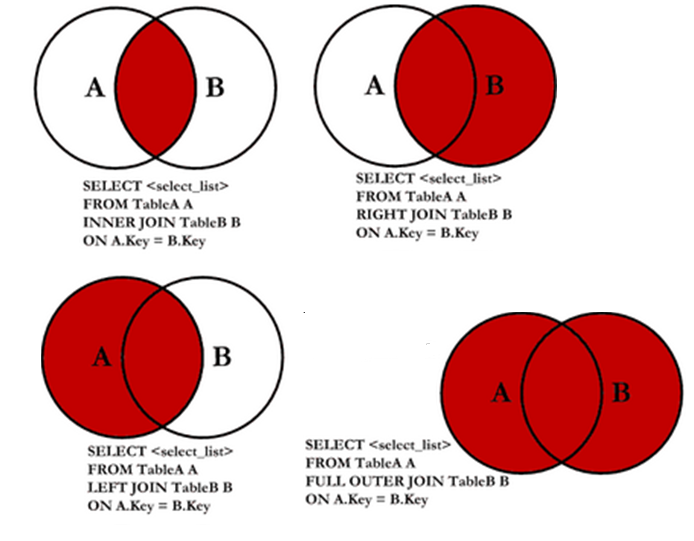 A B
SELECT <select_list>
FROM TableA A
INNER JOIN TableB B
ON A.Key = B.Key
A B
SELECT <select_list>
FROM TableA A
RIGHT JOIN TableB B
ON A.Key = B.Key
A B
SELECT <select_list>
FROM TableA A
LEFT JOIN TableB B
ON A.Key = B.Key
A B
SELECT <select_list>
FROM TableA A
FULL OUTER JOIN TableB B
ON A.Key = B.Key